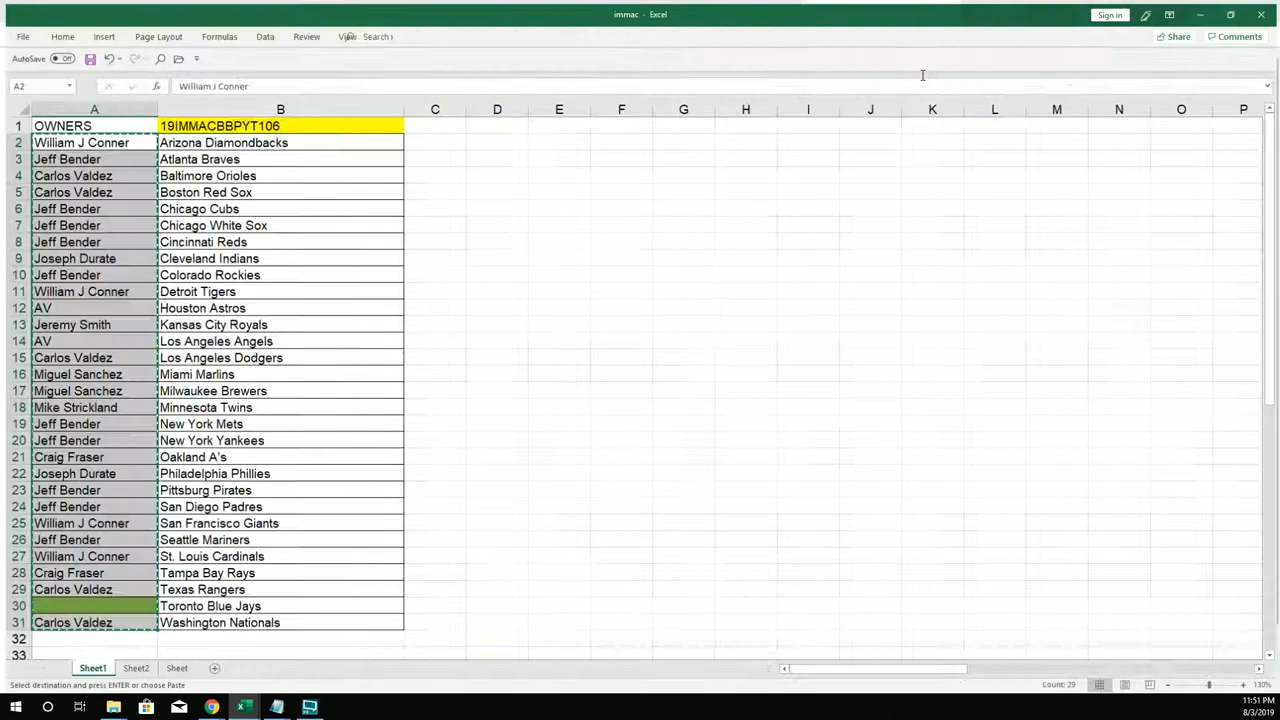 immac - Excel
Sign in
File Home Insert Page Layout Formulas Data Review View Search
Share Comments
AutoSave Off
A2 fx William J Conner
A B C D E F G H I J K L M N O P
1 OWNERS 19IMMACBBPYT106
2 William J Conner Arizona Diamondbacks
3 Jeff Bender Atlanta Braves
4 Carlos Valdez Baltimore Orioles
5 Carlos Valdez Boston Red Sox
6 Jeff Bender Chicago Cubs
7 Jeff Bender Chicago White Sox
8 Jeff Bender Cincinnati Reds
9 Joseph Durate Cleveland Indians
10 Jeff Bender Colorado Rockies
11 William J Conner Detroit Tigers
12 AV Houston Astros
13 Jeremy Smith Kansas City Royals
14 AV Los Angeles Angels
15 Carlos Valdez Los Angeles Dodgers
16 Miguel Sanchez Miami Marlins
17 Miguel Sanchez Milwaukee Brewers
18 Mike Strickland Minnesota Twins
19 Jeff Bender New York Mets
20 Jeff Bender New York Yankees
21 Craig Fraser Oakland A's
22 Joseph Durate Philadelphia Phillies
23 Jeff Bender Pittsburg Pirates
24 Jeff Bender San Diego Padres
25 William J Conner San Francisco Giants
26 Jeff Bender Seattle Mariners
27 William J Conner St. Louis Cardinals
28 Craig Fraser Tampa Bay Rays
29 Carlos Valdez Texas Rangers
30 Toronto Blue Jays
31 Carlos Valdez Washington Nationals
32
33
Sheet1 Sheet2 Sheet
Select destination and press ENTER or choose Paste Count: 29 130%
11:51 PM
8/3/2019